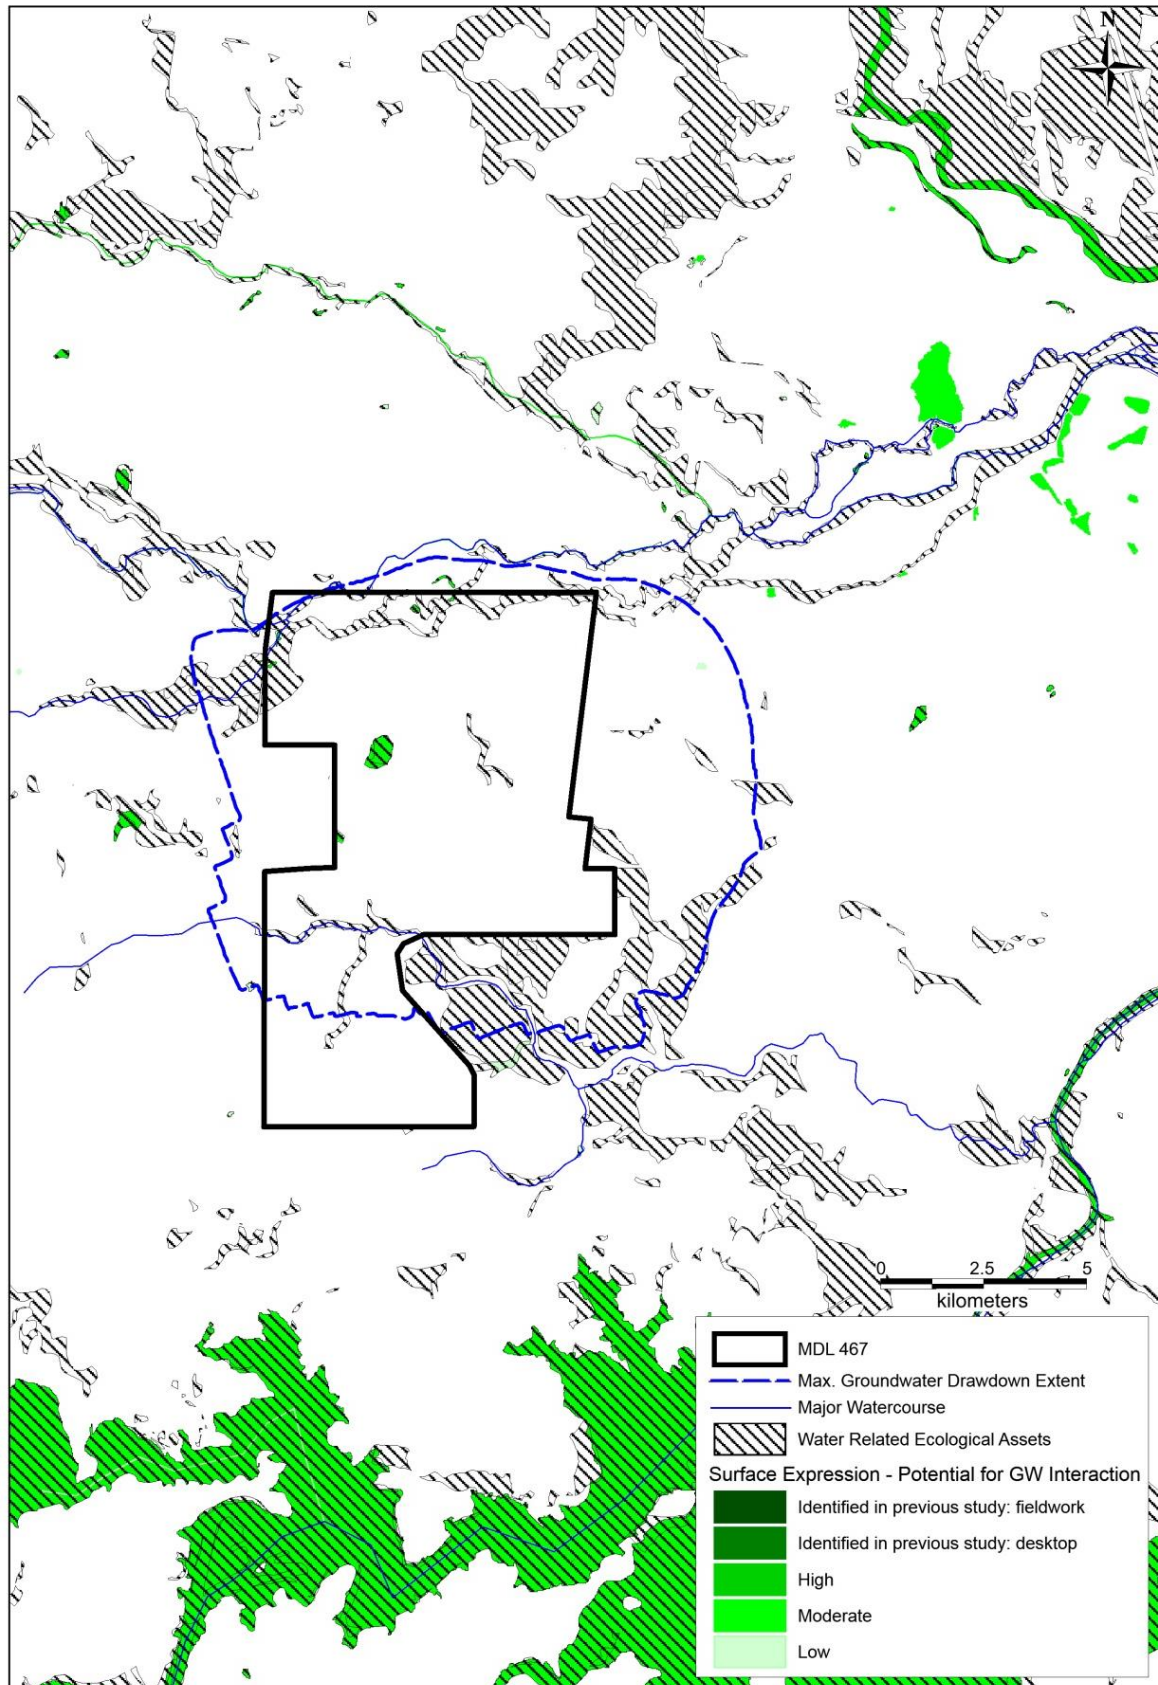 N
0 2.5 5
kilometers
MDL 467
Max. Groundwater Drawdown Extent
Major Watercourse
Water Related Ecological Assets
Surface Expression - Potential for GW Interaction
Identified in previous study: fieldwork
Identified in previous study: desktop
High
Moderate
Low